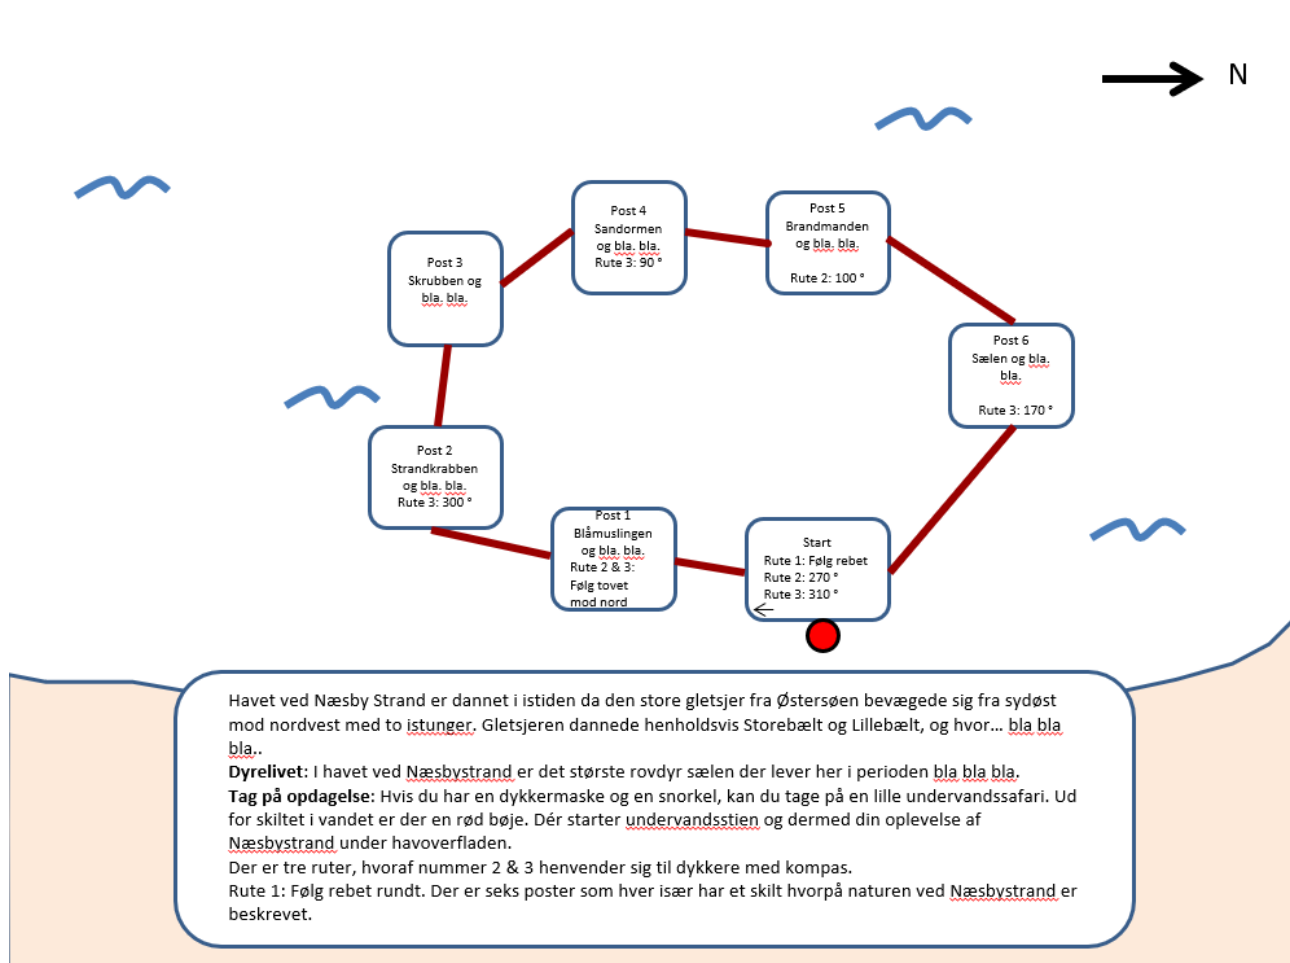 N
Post 4
Sandormen
og bla. bla.
Rute 3: 90 °
Post 5
Brandmanden
og bla. bla.
Rute 2: 100 °
Post 3
Skrubben og
bla. bla.
Post 6
Sælen og bla.
bla.
Rute 3: 170 °
Post 2
Strandkrabben
og bla. bla.
Rute 3: 300 °
Post 1
Blåmuslingen
og bla. bla.
Rute 2 & 3:
Følg tovet
mod nord
Start
Rute 1: Følg rebet
Rute 2: 270 °
Rute 3: 310 °
Havet ved Næsby Strand er dannet i istiden da den store gletsjer fra Østersøen bevægede sig fra sydøst
mod nordvest med to istunger. Gletsjeren dannede henholdsvis Storebælt og Lillebælt, og hvor… bla bla
bla..
Dyrelivet: I havet ved Næsbystrand er det største rovdyr sælen der lever her i perioden bla bla bla.
Tag på opdagelse: Hvis du har en dykkermaske og en snorkel, kan du tage på en lille undervandssafari. Ud
for skiltet i vandet er der en rød bøje. Dér starter undervandsstien og dermed din oplevelse af
Næsbystrand under havoverfladen.
Der er tre ruter, hvoraf nummer 2 & 3 henvender sig til dykkere med kompas.
Rute 1: Følg rebet rundt. Der er seks poster som hver især har et skilt hvorpå naturen ved Næsbystrand er
beskrevet.